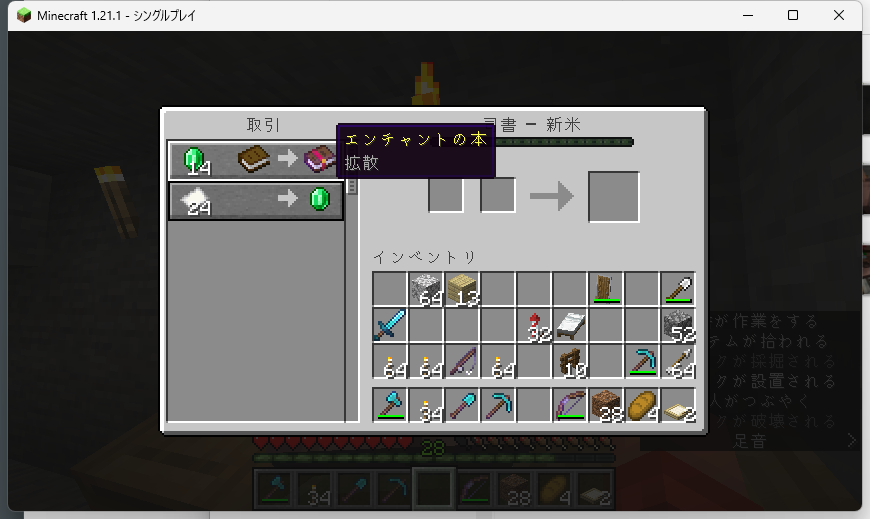 Minecraft 1.21.1 - シングルプレイ
取引
司書 - 新米
エンチャントの本
拡散
14
24
インベントリ
64 13
32 52
64 64 64 10 64
34 28 4 2
が作業をする
テムが拾われる
クが採掘される
クが設置される
人がつぶやく
クが破壊される
足音 >
28
34 28 4 2